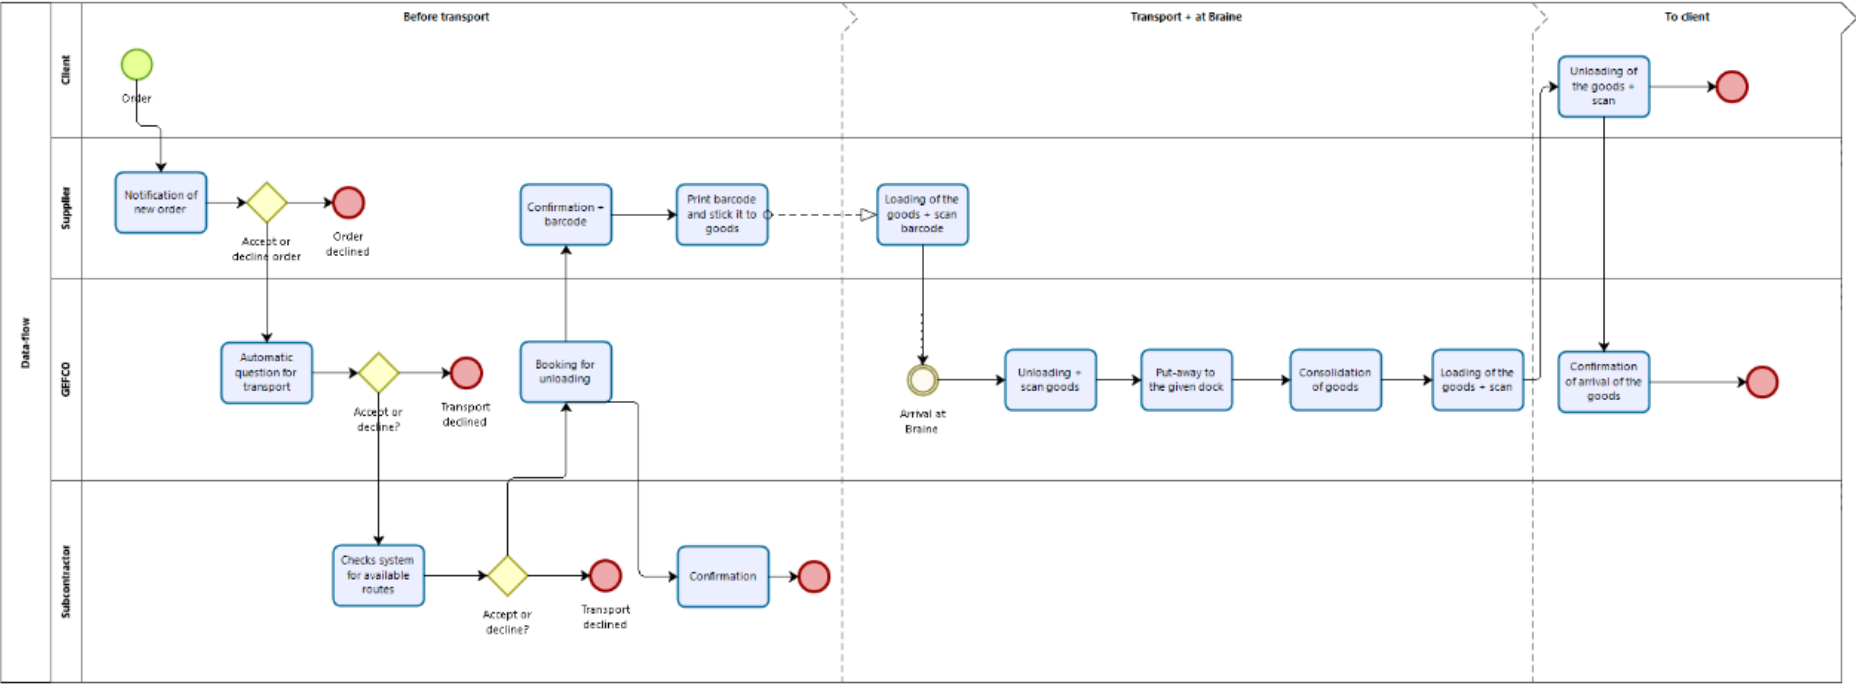 Before transport
Transport + at Braine
To client
Data-flow
Client
Order
Unloading of
the goods +
scan
Supplier
Notification of
new order
Accept or
decline order
Order
declined
Confirmation +
barcode
Print barcode
and stick it to
goods
Loading of the
goods + scan
barcode
GEFCO
Automatic
question for
transport
Accept or
decline?
Transport
declined
Booking for
unloading
Arrival at
Braine
Unloading +
scan goods
Put-away to
the given dock
Consolidation
of goods
Loading of the
goods + scan
Confirmation
of arrival of the
goods
Subcontractor
Checks system
for available
routes
Accept or
decline?
Transport
declined
Confirmation